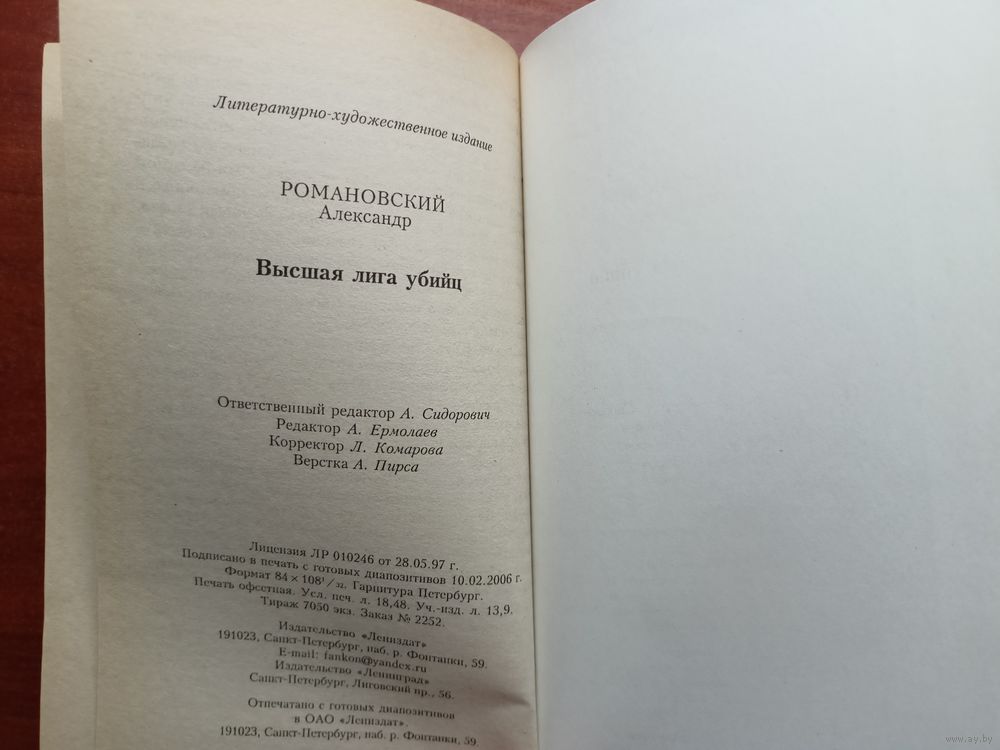 Литературно-художественное издание
РОМАНОВСКИЙ
Александр
Высшая лига убийц
Ответственный редактор А. Сидорович
Редактор А. Ермолаев
Корректор Л. Комарова
Верстка А. Пирса
Лицензия ЛР 010246 от 28.05.97 г.
Подписано в печать с готовых диапозитивов 10.02.2006 г.
Формат 84 × 108¹/₃₂. Гарнитура Петербург.
Печать офсетная. Усл. печ. л. 18,48. Уч.-изд. л. 13,9.
Тираж 7050 экз. Заказ № 2252.
Издательство «Лениздат»
191023, Санкт-Петербург, наб. р. Фонтанки, 59.
E-mail: fankon@yandex.ru
Издательство «Ленинград»
Санкт-Петербург, Лиговский пр., 56.
Отпечатано с готовых диапозитивов
в ОАО «Лениздат».
191023, Санкт-Петербург, наб. р. Фонтанки, 59.
www.ay.by